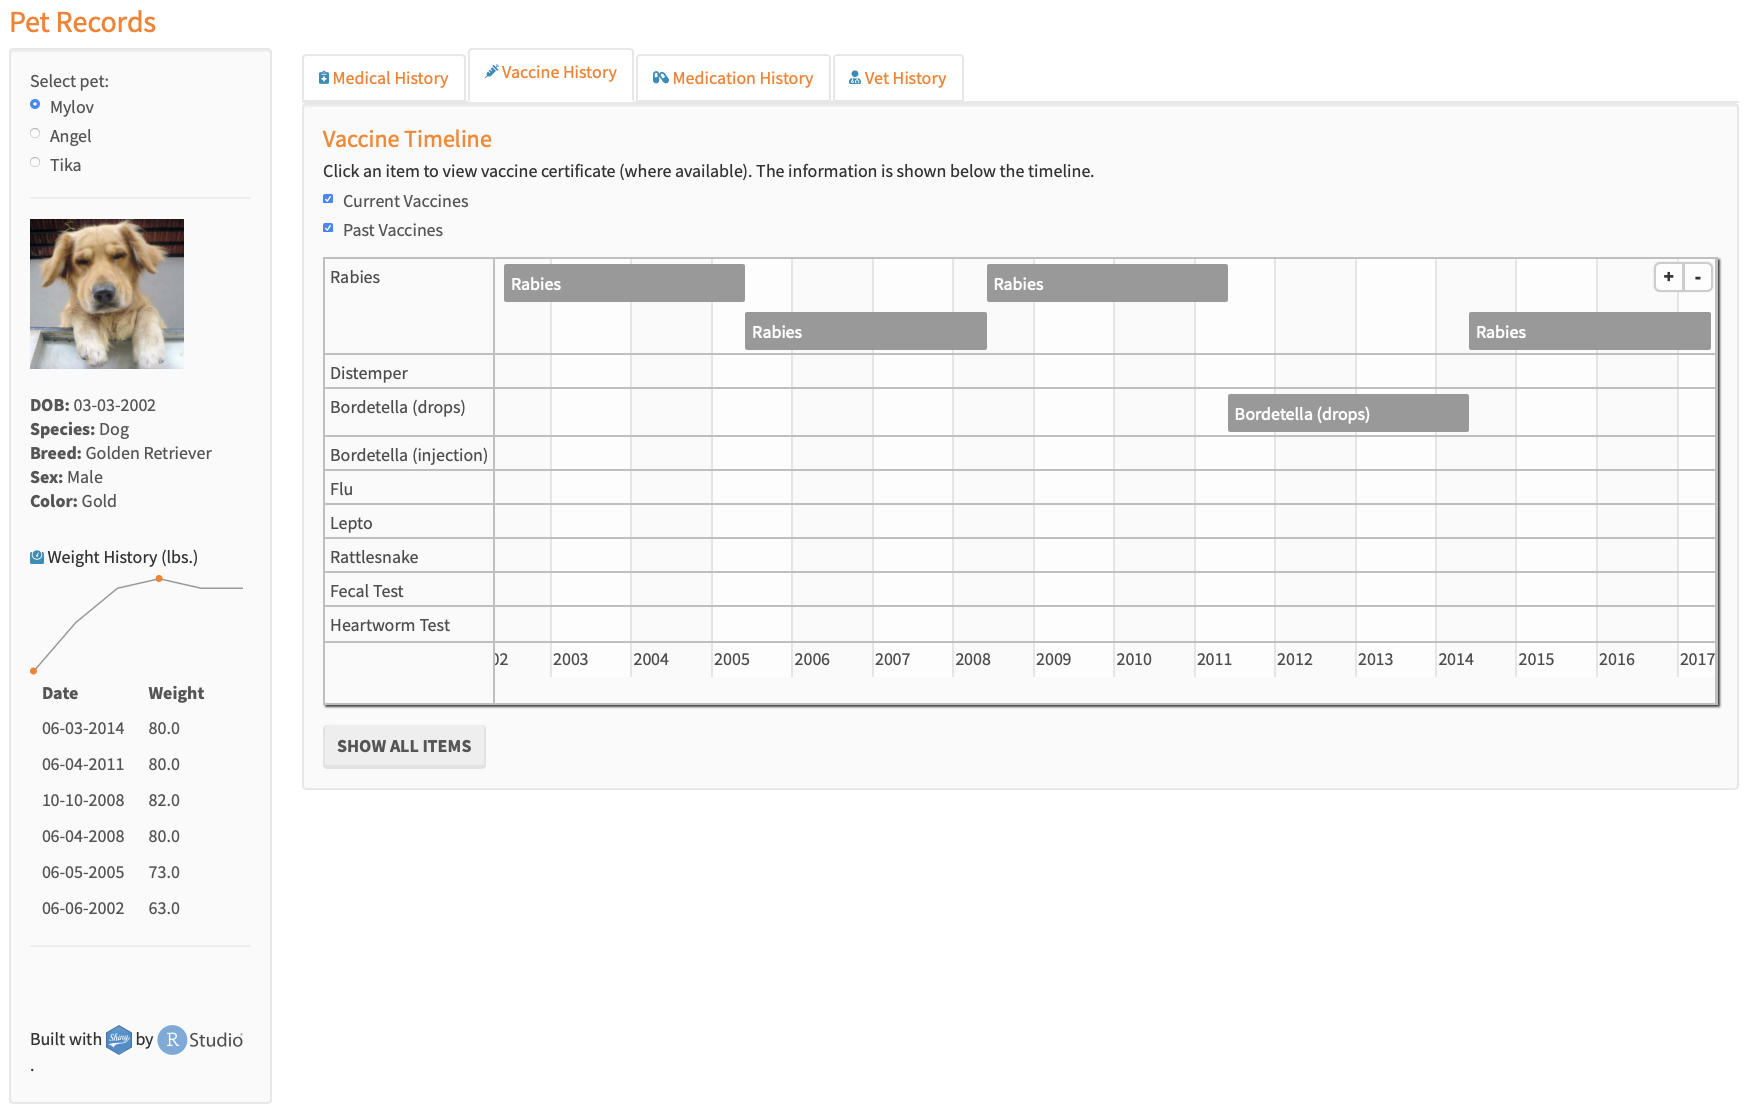 Pet Records
Select pet:
Mylov
Angel
Tika
DOB: 03-03-2002
Species: Dog
Breed: Golden Retriever
Sex: Male
Color: Gold
Weight History (lbs.)
Date Weight
06-03-2014 80.0
06-04-2011 80.0
10-10-2008 82.0
06-04-2008 80.0
06-05-2005 73.0
06-06-2002 63.0
Built with Shiny by R Studio
.
Medical History Vaccine History Medication History Vet History
Vaccine Timeline
Click an item to view vaccine certificate (where available). The information is shown below the timeline.
Current Vaccines
Past Vaccines
Rabies Rabies Rabies + -
Rabies Rabies
Distemper
Bordetella (drops) Bordetella (drops)
Bordetella (injection)
Flu
Lepto
Rattlesnake
Fecal Test
Heartworm Test
02 2003 2004 2005 2006 2007 2008 2009 2010 2011 2012 2013 2014 2015 2016 2017
SHOW ALL ITEMS